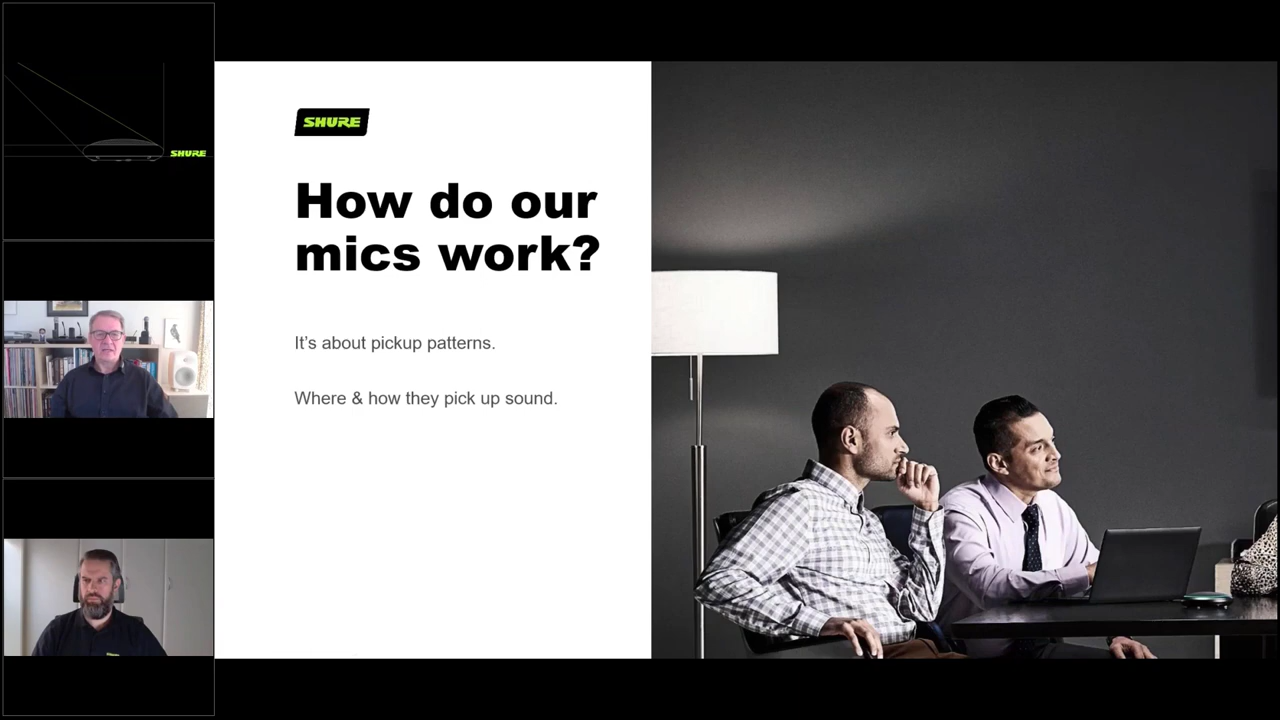 SHURE
SHURE
How do our
mics work?
It’s about pickup patterns.
Where & how they pick up sound.